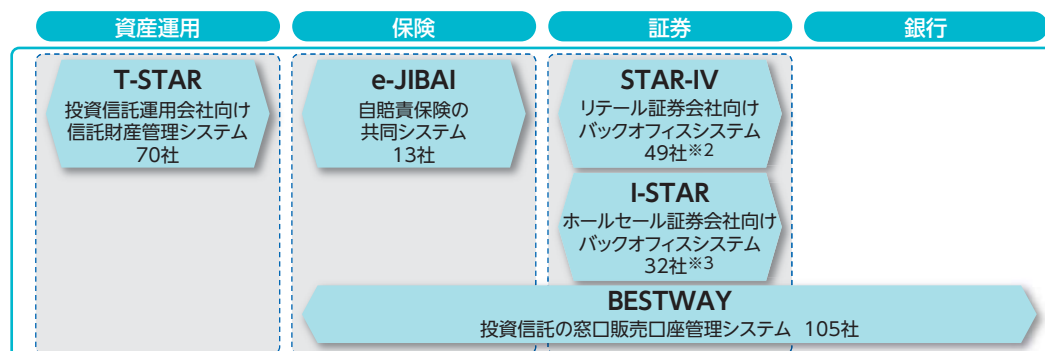 資産運用
保険
証券
銀行
T-STAR
投資信託運用会社向け
信託財産管理システム
70社
e-JIBAI
自賠責保険の
共同システム
13社
STAR-IV
リテール証券会社向け
バックオフィスシステム
49社※2
I-STAR
ホールセール証券会社向け
バックオフィスシステム
32社※3
BESTWAY
投資信託の窓口販売口座管理システム 105社